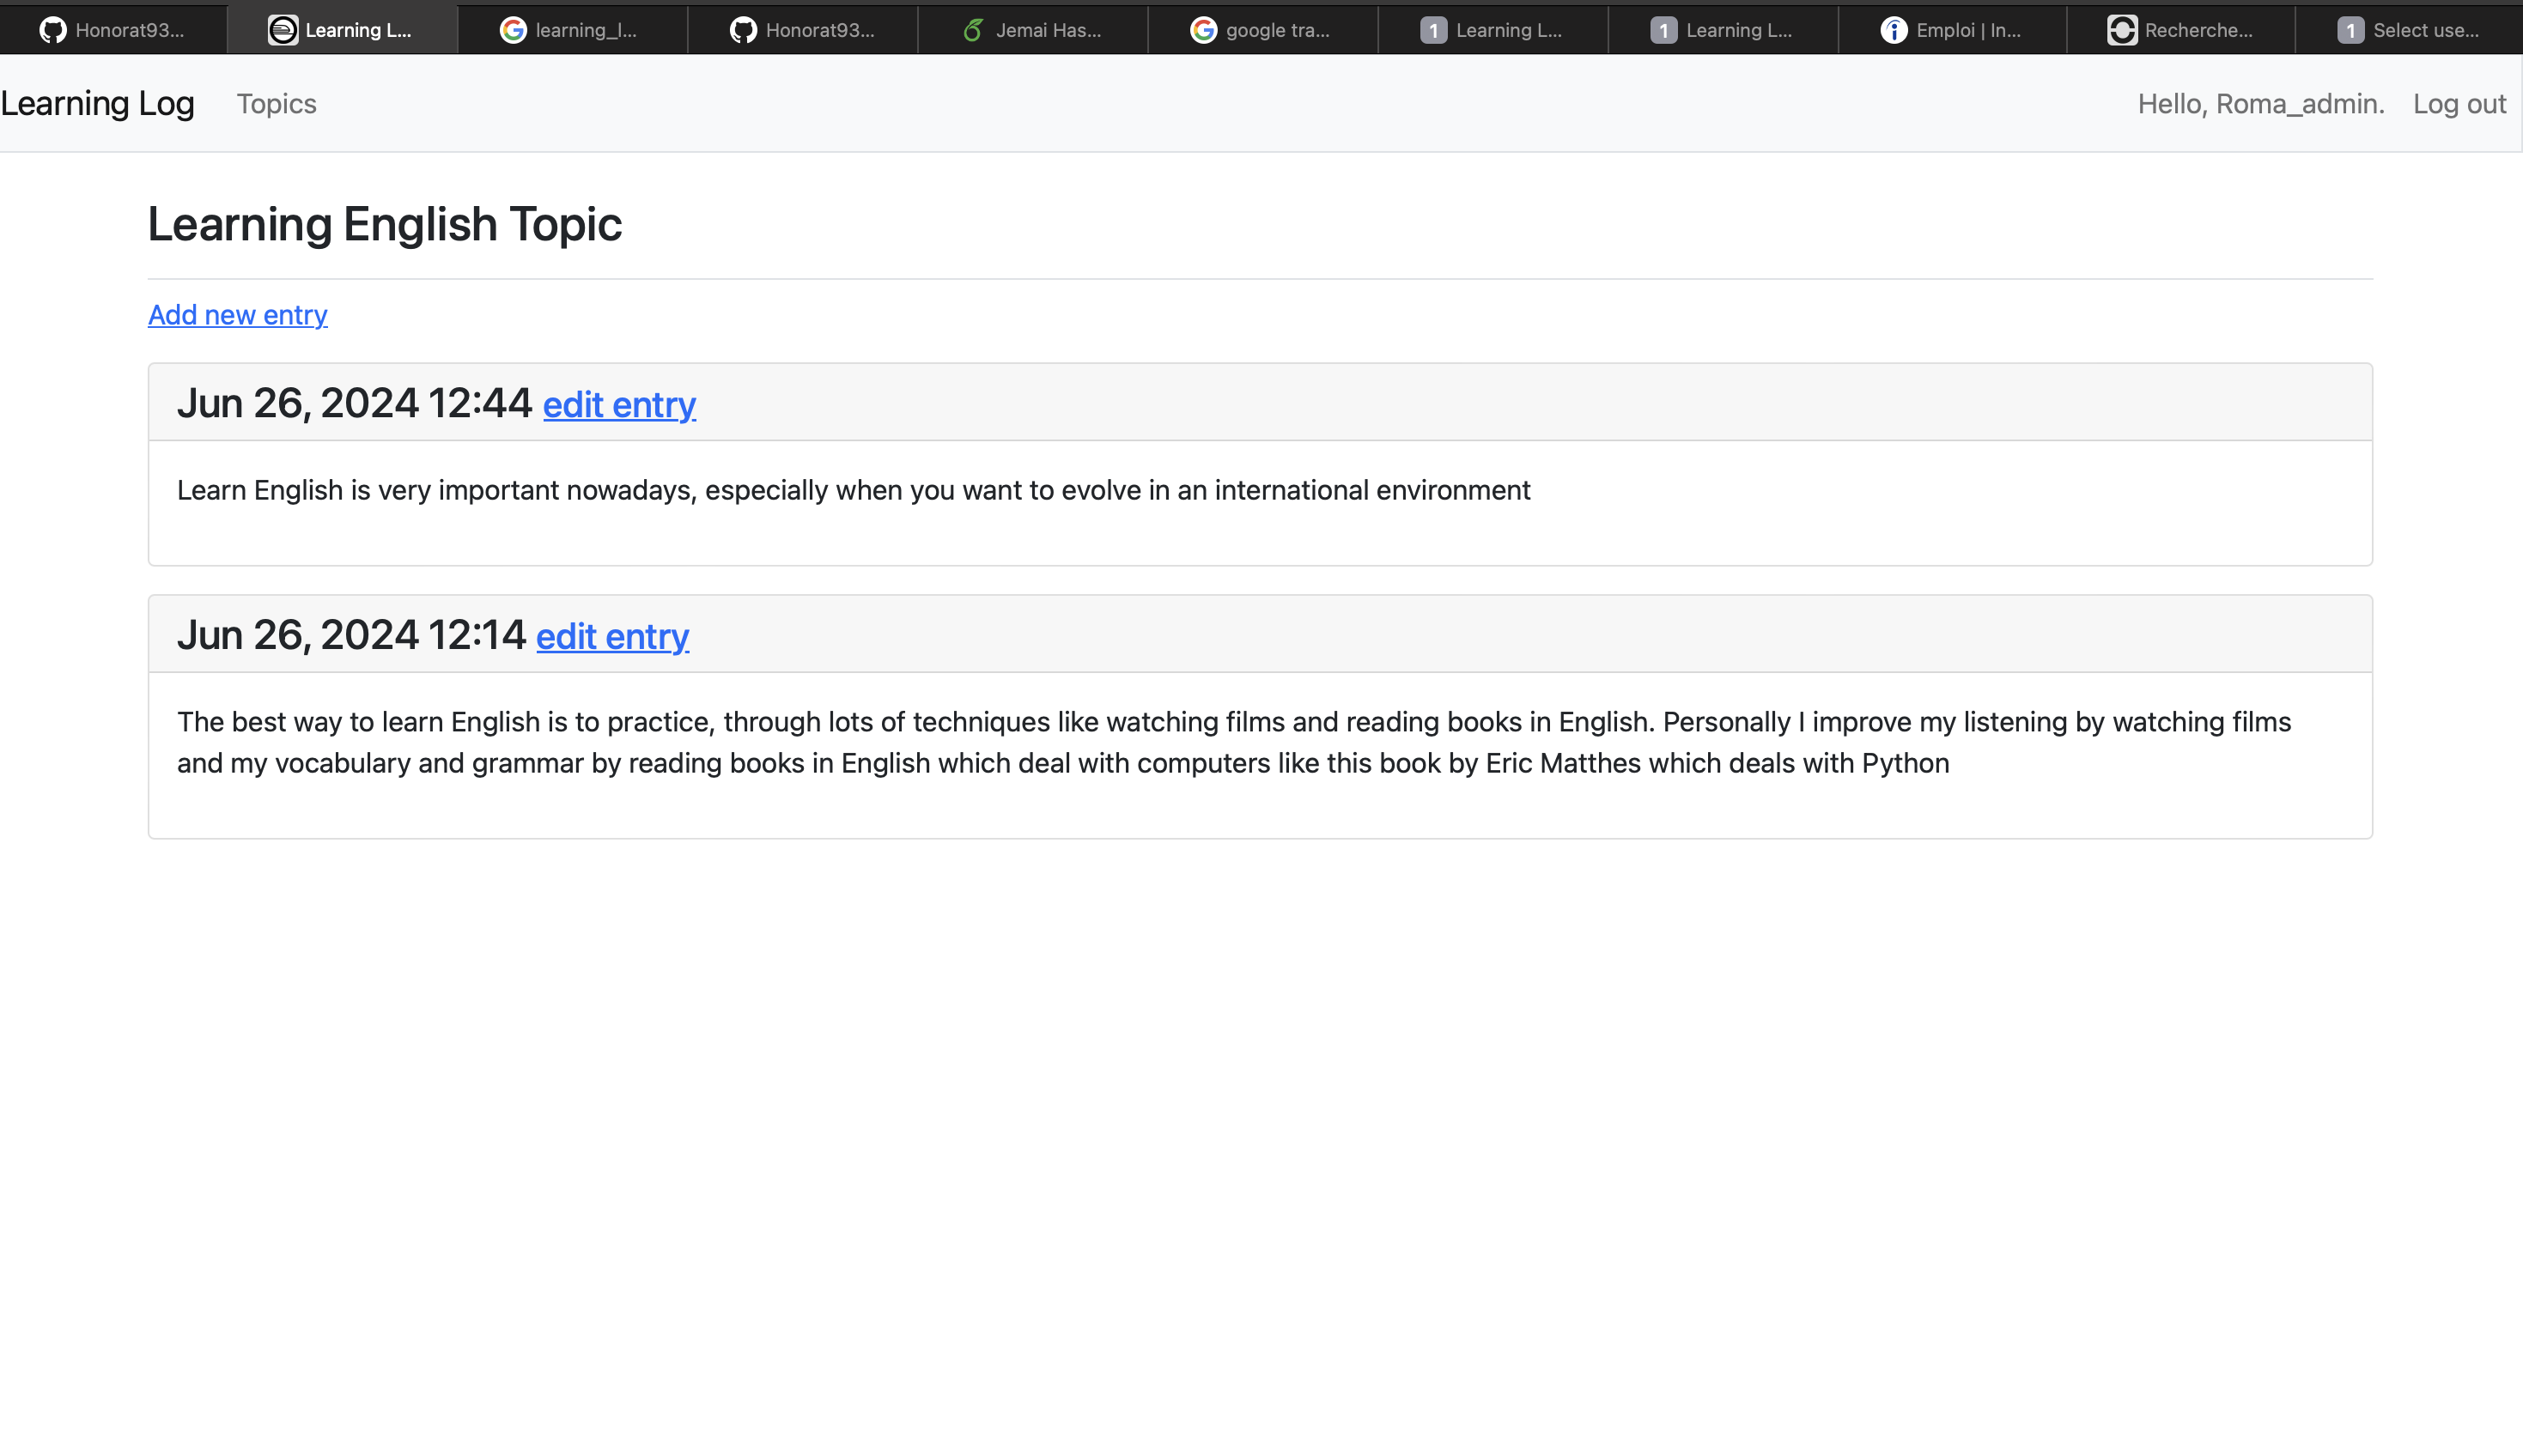 Honorat93... Learning L... learning_l... Honorat93... Jemai Has... google tra... 1 Learning L... 1 Learning L... Emploi | In... Recherche... 1 Select use...
Learning Log Topics Hello, Roma_admin. Log out
Learning English Topic
Add new entry
Jun 26, 2024 12:44 edit entry
Learn English is very important nowadays, especially when you want to evolve in an international environment
Jun 26, 2024 12:14 edit entry
The best way to learn English is to practice, through lots of techniques like watching films and reading books in English. Personally I improve my listening by watching films
and my vocabulary and grammar by reading books in English which deal with computers like this book by Eric Matthes which deals with Python